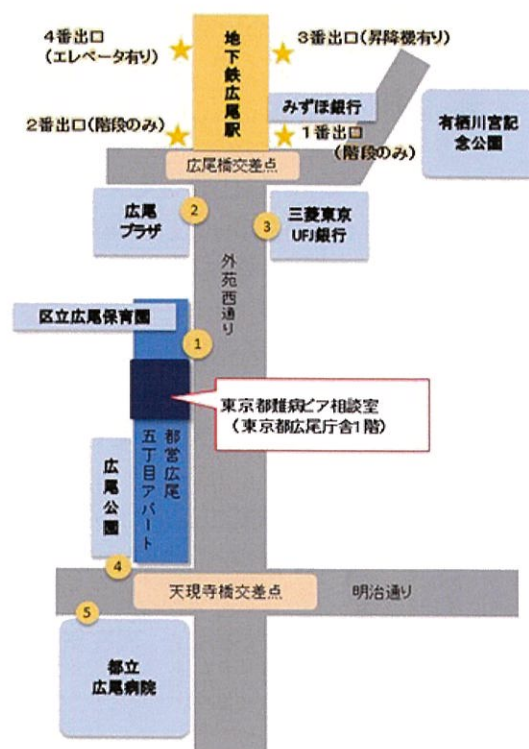 4番出口
(エレベータ有り)
地下鉄広尾駅
3番出口(昇降機有り)
みずほ銀行
有栖川宮記
念公園
2番出口(階段のみ)
1番出口
(階段のみ)
広尾橋交差点
広尾
プラザ
2
3
三菱東京
UFJ銀行
外苑西通り
区立広尾保育園
1
東京都難病ピア相談室
(東京都広尾庁舎1階)
都営広尾
五丁目アパート
広尾公園
4
天現寺橋交差点
明治通り
5
都立
広尾病院